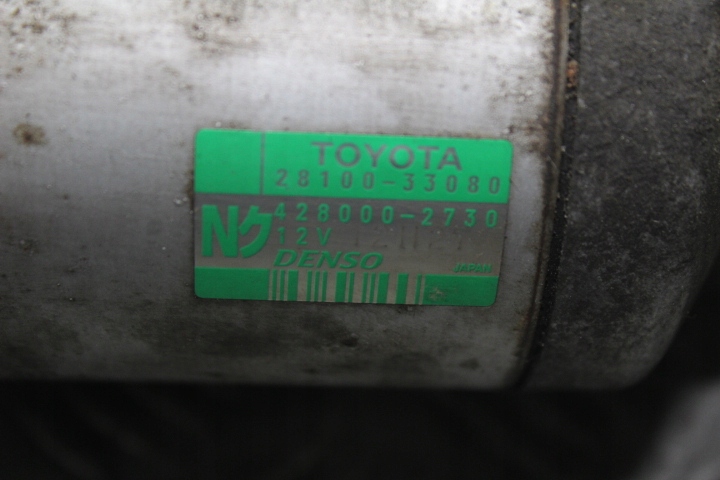 TOYOTA
28100-33080
Nク 428000-2730
12V
DENSO JAPAN